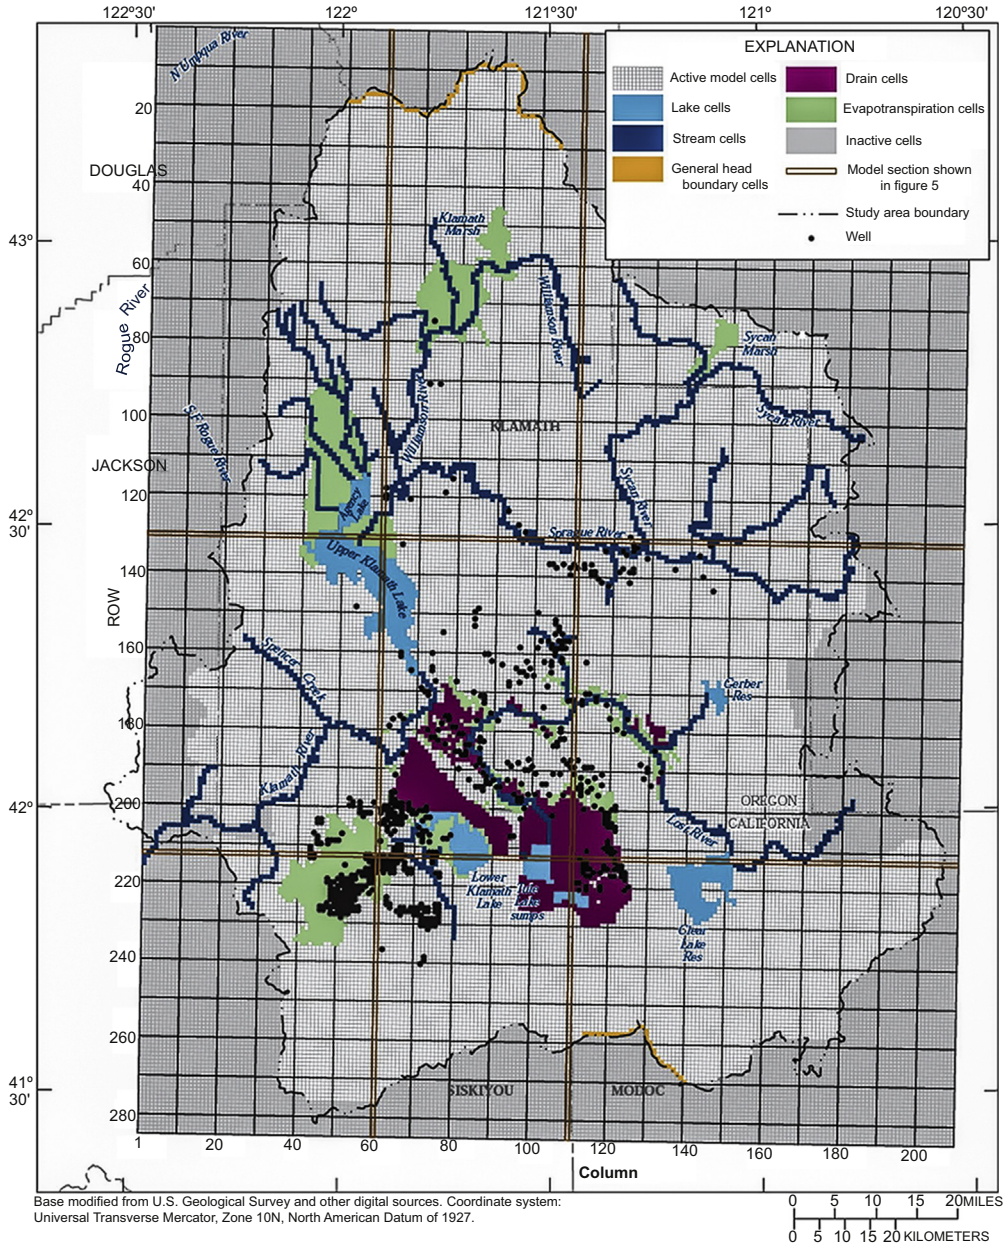 122°30'
122°
121°30'
121°
120°30'
EXPLANATION
Active model cells
Lake cells
Stream cells
General head
boundary cells
Drain cells
Evapotranspiration cells
Inactive cells
Model section shown
in figure 5
Study area boundary
Well
N Umpqua River
20
DOUGLAS
40
43°
Klamath
Marsh
60
Rogue River
Williamson River
80
Sycan
Marsh
100
S F Rogue River
Williamson River
KLAMATH
Sycan River
JACKSON
120
Agency
Lake
Sycan River
42°
30'
Sprague River
Upper Klamath Lake
140
ROW
160
Spencer
Creek
Gerber
Res
180
Klamath River
42°
200
OREGON
CALIFORNIA
Lost River
220
Lower
Klamath
Lake
Tule
Lake
sumps
Clear
Lake
Res
240
260
41°
30'
SISKIYOU
MODOC
280
1
20
40
60
80
100
120
140
160
180
200
Column
Base modified from U.S. Geological Survey and other digital sources. Coordinate system:
Universal Transverse Mercator, Zone 10N, North American Datum of 1927.
0 5 10 15 20 MILES
0 5 10 15 20 KILOMETERS